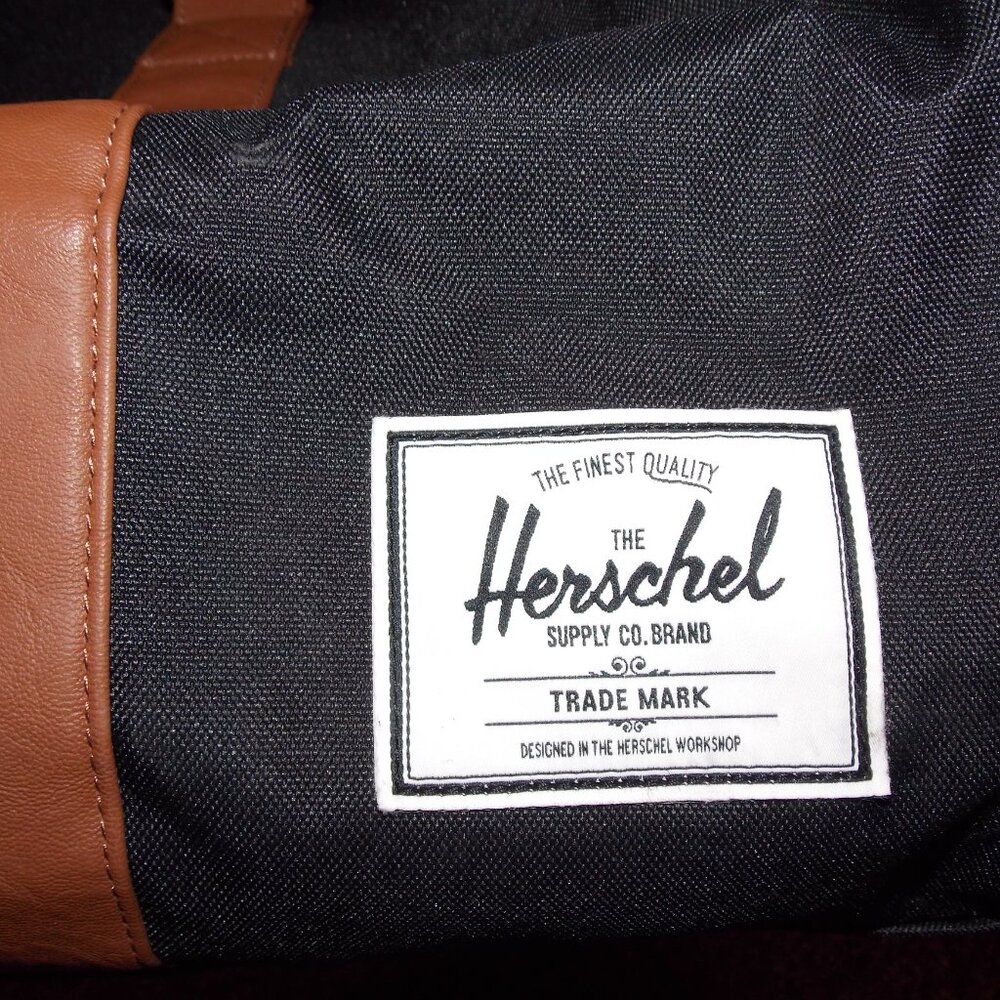 THE FINEST QUALITY
THE
Herschel
SUPPLY CO. BRAND
TRADE MARK
DESIGNED IN THE HERSCHEL WORKSHOP